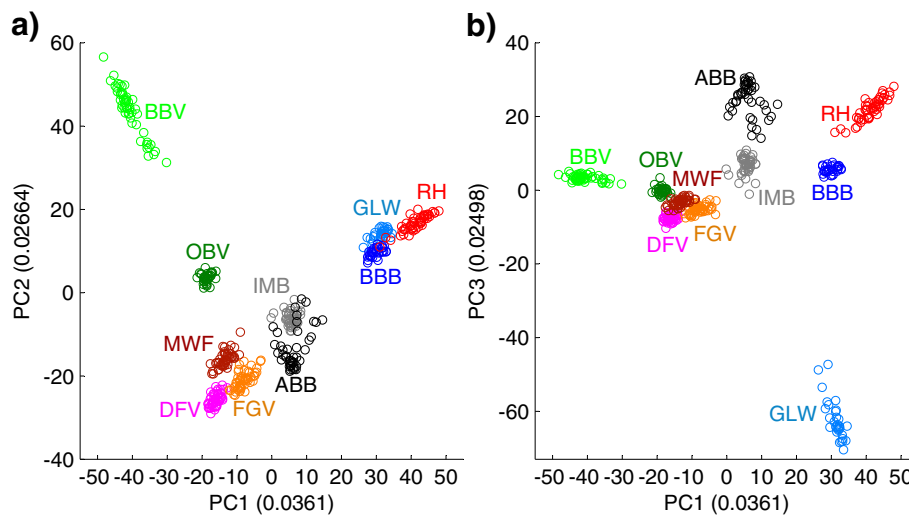 a)
60
40
20
0
-20
-40
PC2 (0.02664)
BBV
OBV
MWF
DFV
FGV
IMB
ABB
GLW
BBB
RH
-50 -40 -30 -20 -10 0 10 20 30 40 50
PC1 (0.0361)
b)
40
20
0
-20
-40
-60
PC3 (0.02498)
ABB
RH
BBV
OBV
MWF
IMB
BBB
DFV
FGV
GLW
-50 -40 -30 -20 -10 0 10 20 30 40 50
PC1 (0.0361)